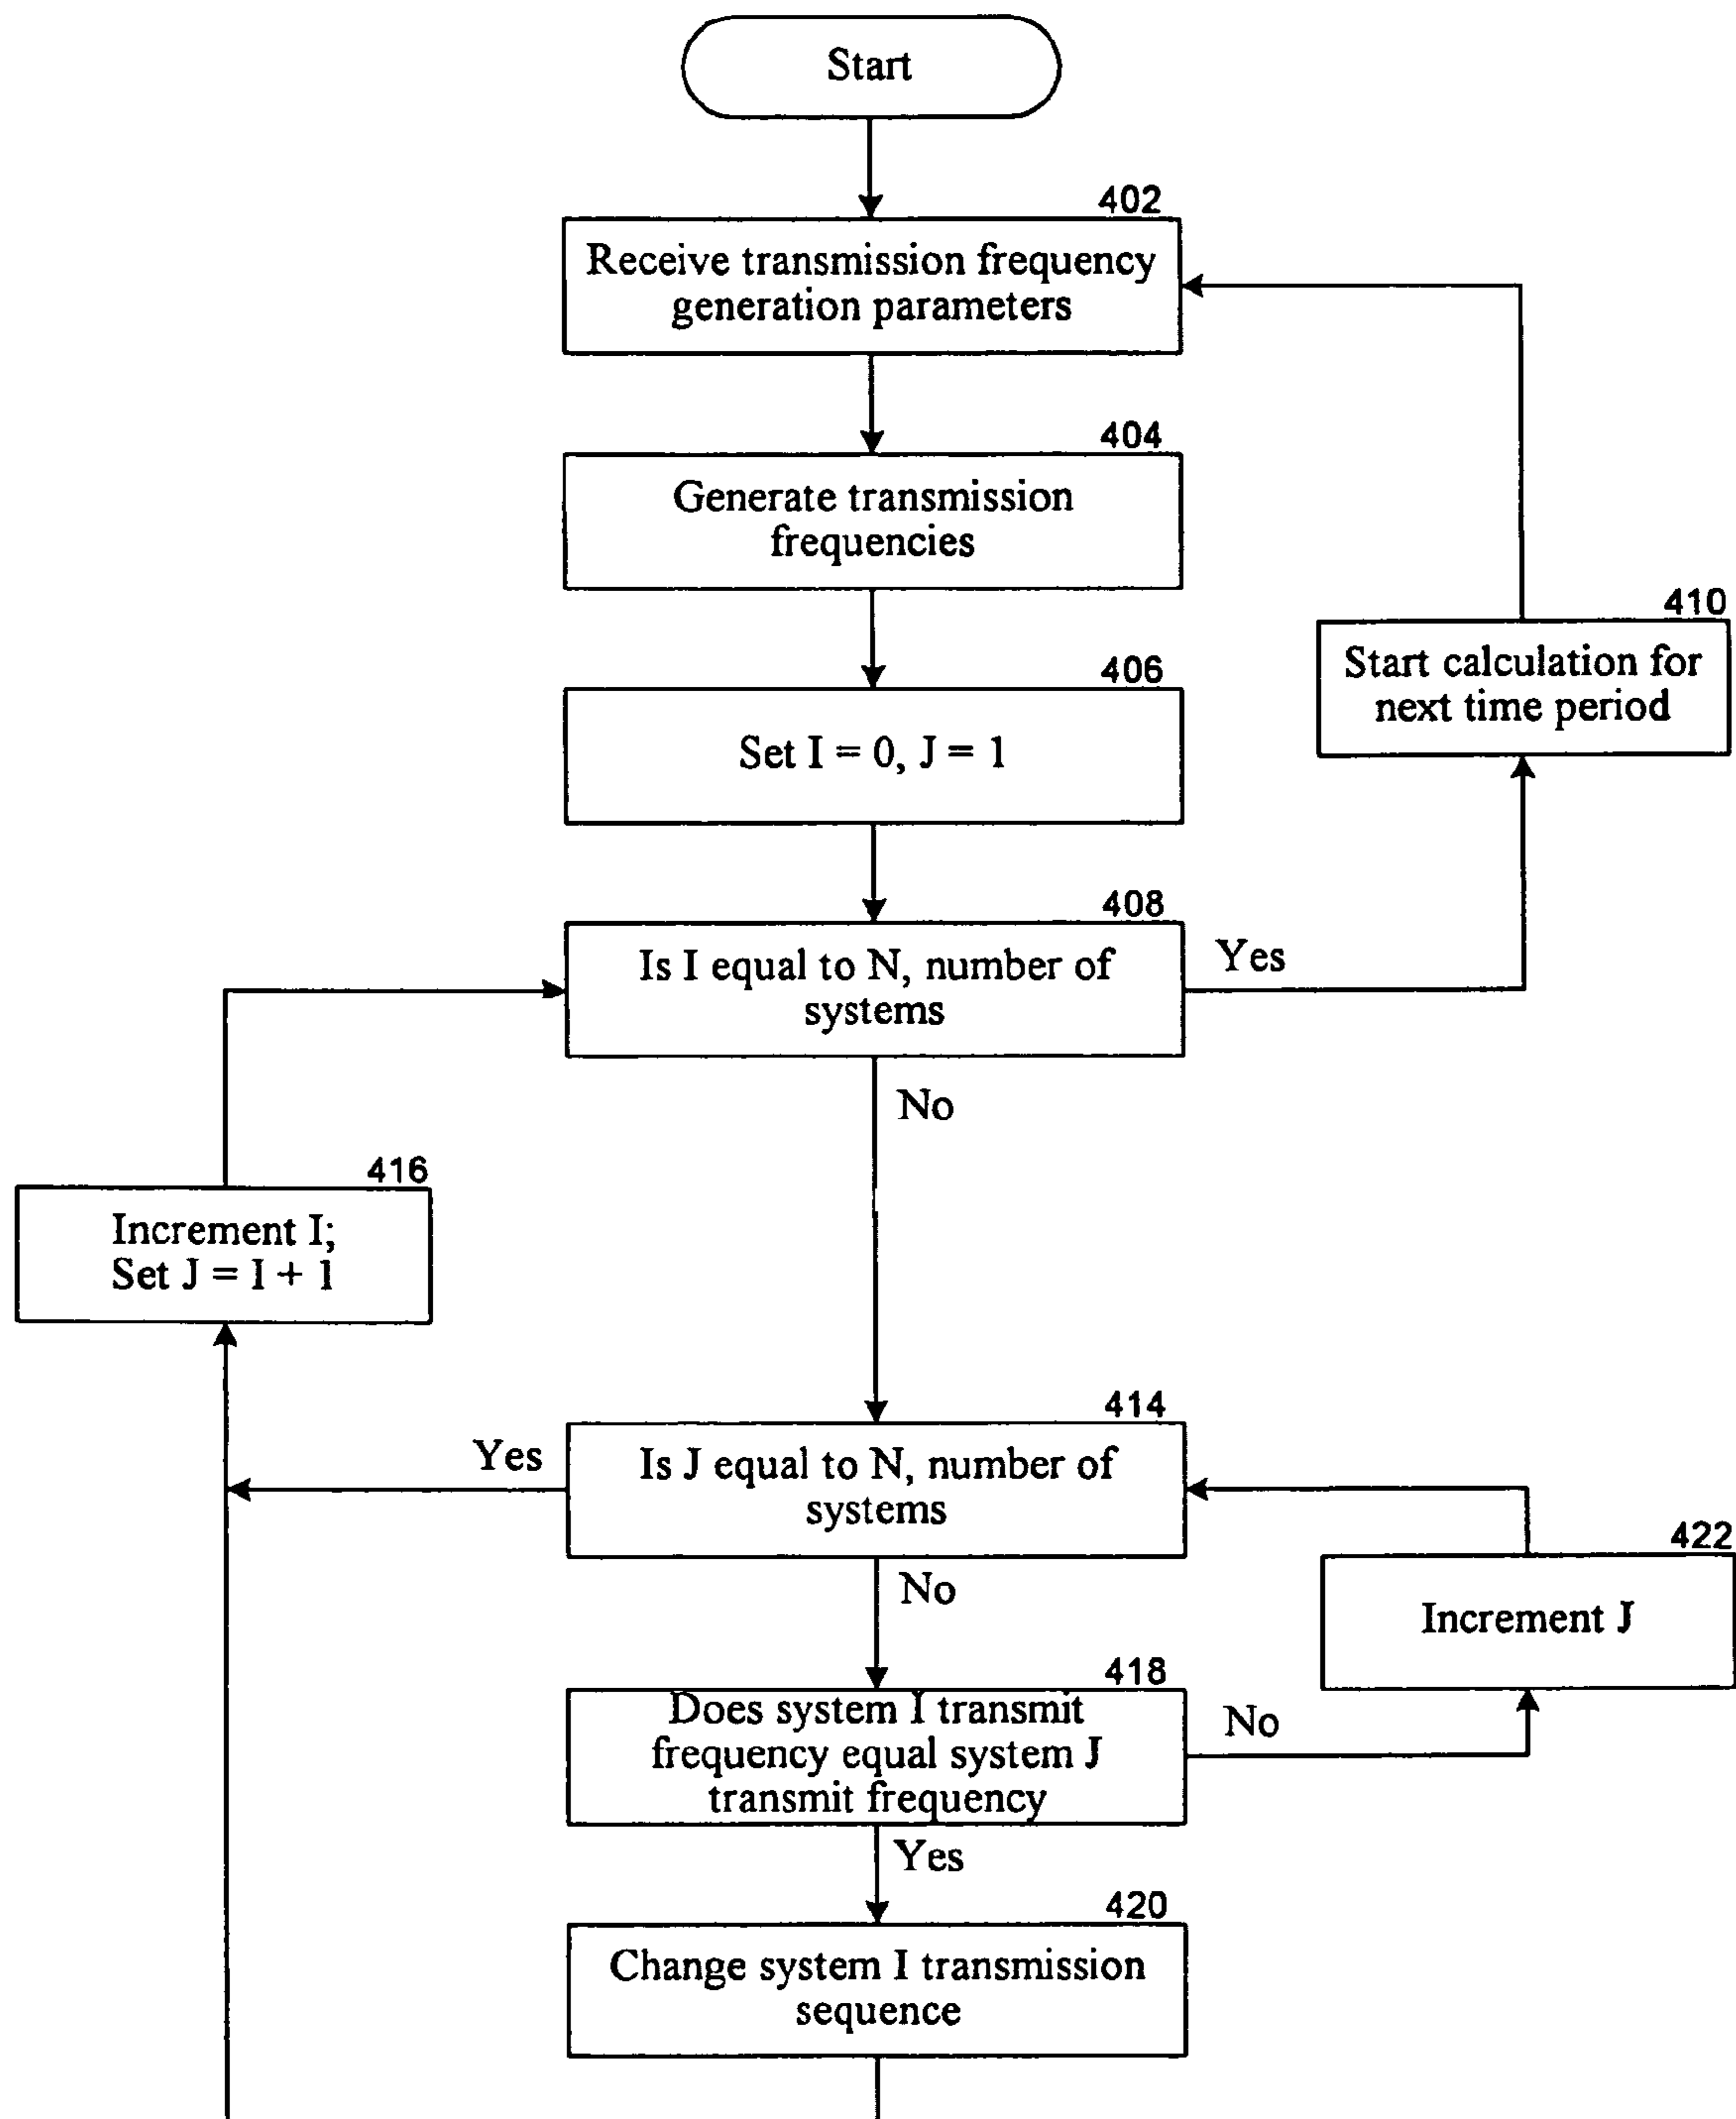 Start
402
Receive transmission frequency
generation parameters
404
Generate transmission
frequencies
410
Start calculation for
next time period
406
Set I = 0, J = 1
408
Is I equal to N, number of
systems
Yes
No
416
Increment I;
Set J = I + 1
414
Is J equal to N, number of
systems
Yes
No
422
Increment J
418
Does system I transmit
frequency equal system J
transmit frequency
No
Yes
420
Change system I transmission
sequence